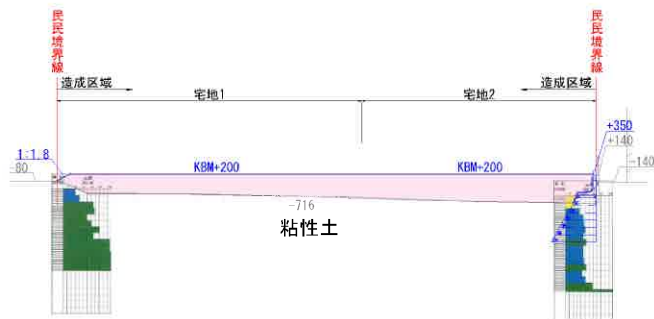 民民境界線
民民境界線
造成区域
造成区域
宅地1
宅地2
+350
+140
1:1.8
-80
KBM+200
KBM+200
-140
-716
粘性土